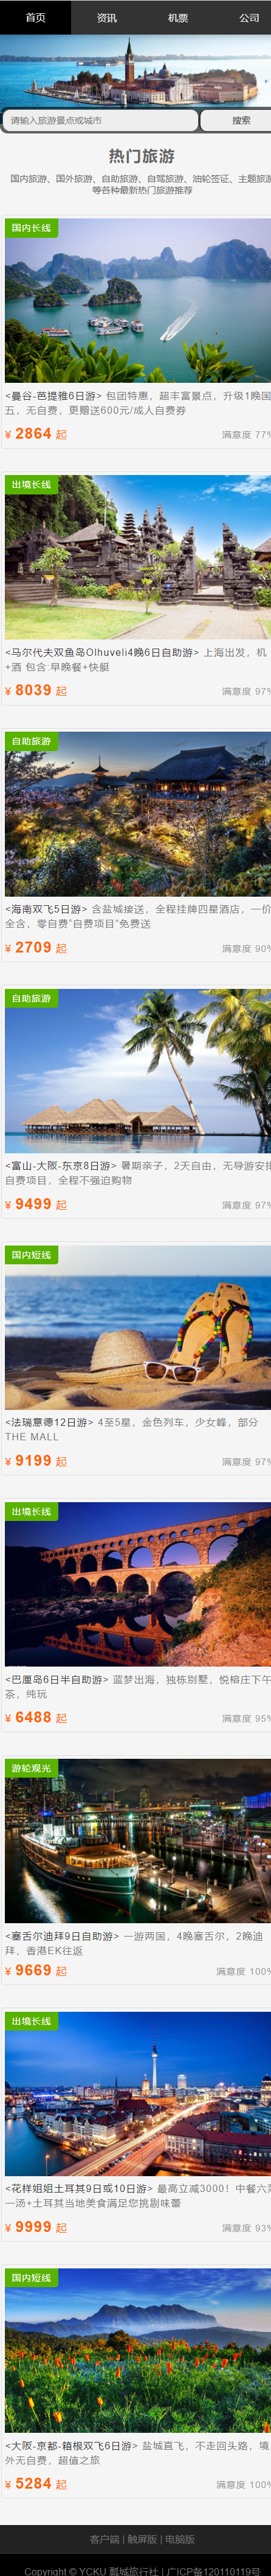 首页 资讯 机票 公司
请输入旅游景点或城市 搜索
热门旅游
国内旅游、国外旅游、自助旅游、自驾旅游、油轮签证、主题旅游
等各种最新热门旅游推荐
国内长线
<曼谷-芭提雅6日游> 包团特惠，超丰富景点，升级1晚国
五，无自费，更赠送600元/成人自费券
¥ 2864 起 满意度 77%
出境长线
<马尔代夫双鱼岛Olhuveli4晚6日自助游> 上海出发，机
+酒 包含:早晚餐+快艇
¥ 8039 起 满意度 97%
自助旅游
<海南双飞5日游> 含盐城接送，全程挂牌四星酒店，一价
全含，零自费"自费项目"免费送
¥ 2709 起 满意度 90%
自助旅游
<富山-大阪-东京8日游> 暑期亲子，2天自由，无导游安排
自费项目，全程不强迫购物
¥ 9499 起 满意度 97%
国内短线
<法瑞意德12日游> 4至5星，金色列车，少女峰，部分
THE MALL
¥ 9199 起 满意度 97%
出境长线
<巴厘岛6日半自助游> 蓝梦出海，独栋别墅，悦榕庄下午
茶，纯玩
¥ 6488 起 满意度 95%
游轮观光
<塞舌尔迪拜9日自助游> 一游两国，4晚塞舌尔，2晚迪
拜，香港EK往返
¥ 9669 起 满意度 100%
出境长线
<花样姐姐土耳其9日或10日游> 最高立减3000！中餐六菜
一汤+土耳其当地美食满足您挑剔味蕾
¥ 9999 起 满意度 93%
国内短线
<大阪-京都-箱根双飞6日游> 盐城直飞，不走回头路，境
外无自费，超值之旅
¥ 5284 起 满意度 100%
客户端 | 触屏版 | 电脑版
Copyright © YCKU 瓢城旅行社 | 广ICP备120110119号